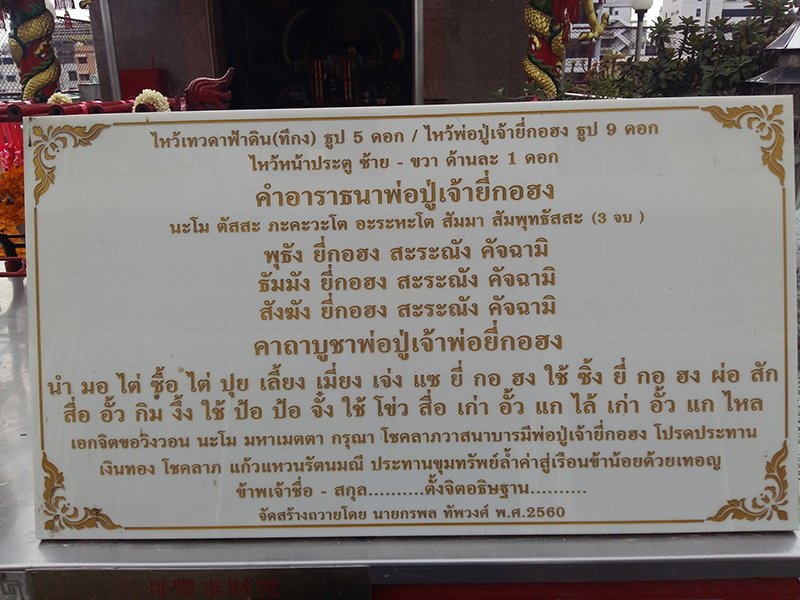 ไหว้เทวดาฟ้าดิน(ทีกง) ธูป 5 ดอก / ไหว้พ่อปู่เจ้ายี่กอฮง ธูป 9 ดอก
ไหว้หน้าประตู ซ้าย - ขวา ด้านละ 1 ดอก
คำอาราธนาพ่อปู่เจ้ายี่กอฮง
นะโม ตัสสะ ภะคะวะโต อะระหะโต สัมมา สัมพุทธัสสะ (3 จบ )
พุธัง ยี่กอฮง สะระณัง คัจฉามิ
ธัมมัง ยี่กอฮง สะระณัง คัจฉามิ
สังฆัง ยี่กอฮง สะระณัง คัจฉามิ
คาถาบูชาพ่อปู่เจ้าพ่อยี่กอฮง
นำ มอ ไต่ ซื้อ ไต่ ปุย เลี้ยง เมี่ยง เจ่ง แซ ยี่ กอ ฮง ใช้ ซิ้ง ยี่ กอ ฮง ผ่อ สัก
สื่อ อั้ว กิม งึ้ง ใช้ ป้อ ป้อ จั๋ง ใช้ โข่ว สื่อ เก่า อั้ว แก ไล้ เก่า อั้ว แก ไหล
เอกจิตขอวิงวอน นะโม มหาเมตตา กรุณา โชคลาภวาสนาบารมีพ่อปู่เจ้ายี่กอฮง โปรดประทาน
เงินทอง โชคลาภ แก้วแหวนรัตนมณี ประทานขุมทรัพย์ล้ำค่าสู่เรือนข้าน้อยด้วยเทอญ
ข้าพเจ้าชื่อ - สกุล..........ตั้งจิตอธิษฐาน..........
จัดสร้างถวายโดย นายกรพล ทัพวงศ์ พ.ศ.2560
二哥豐求財